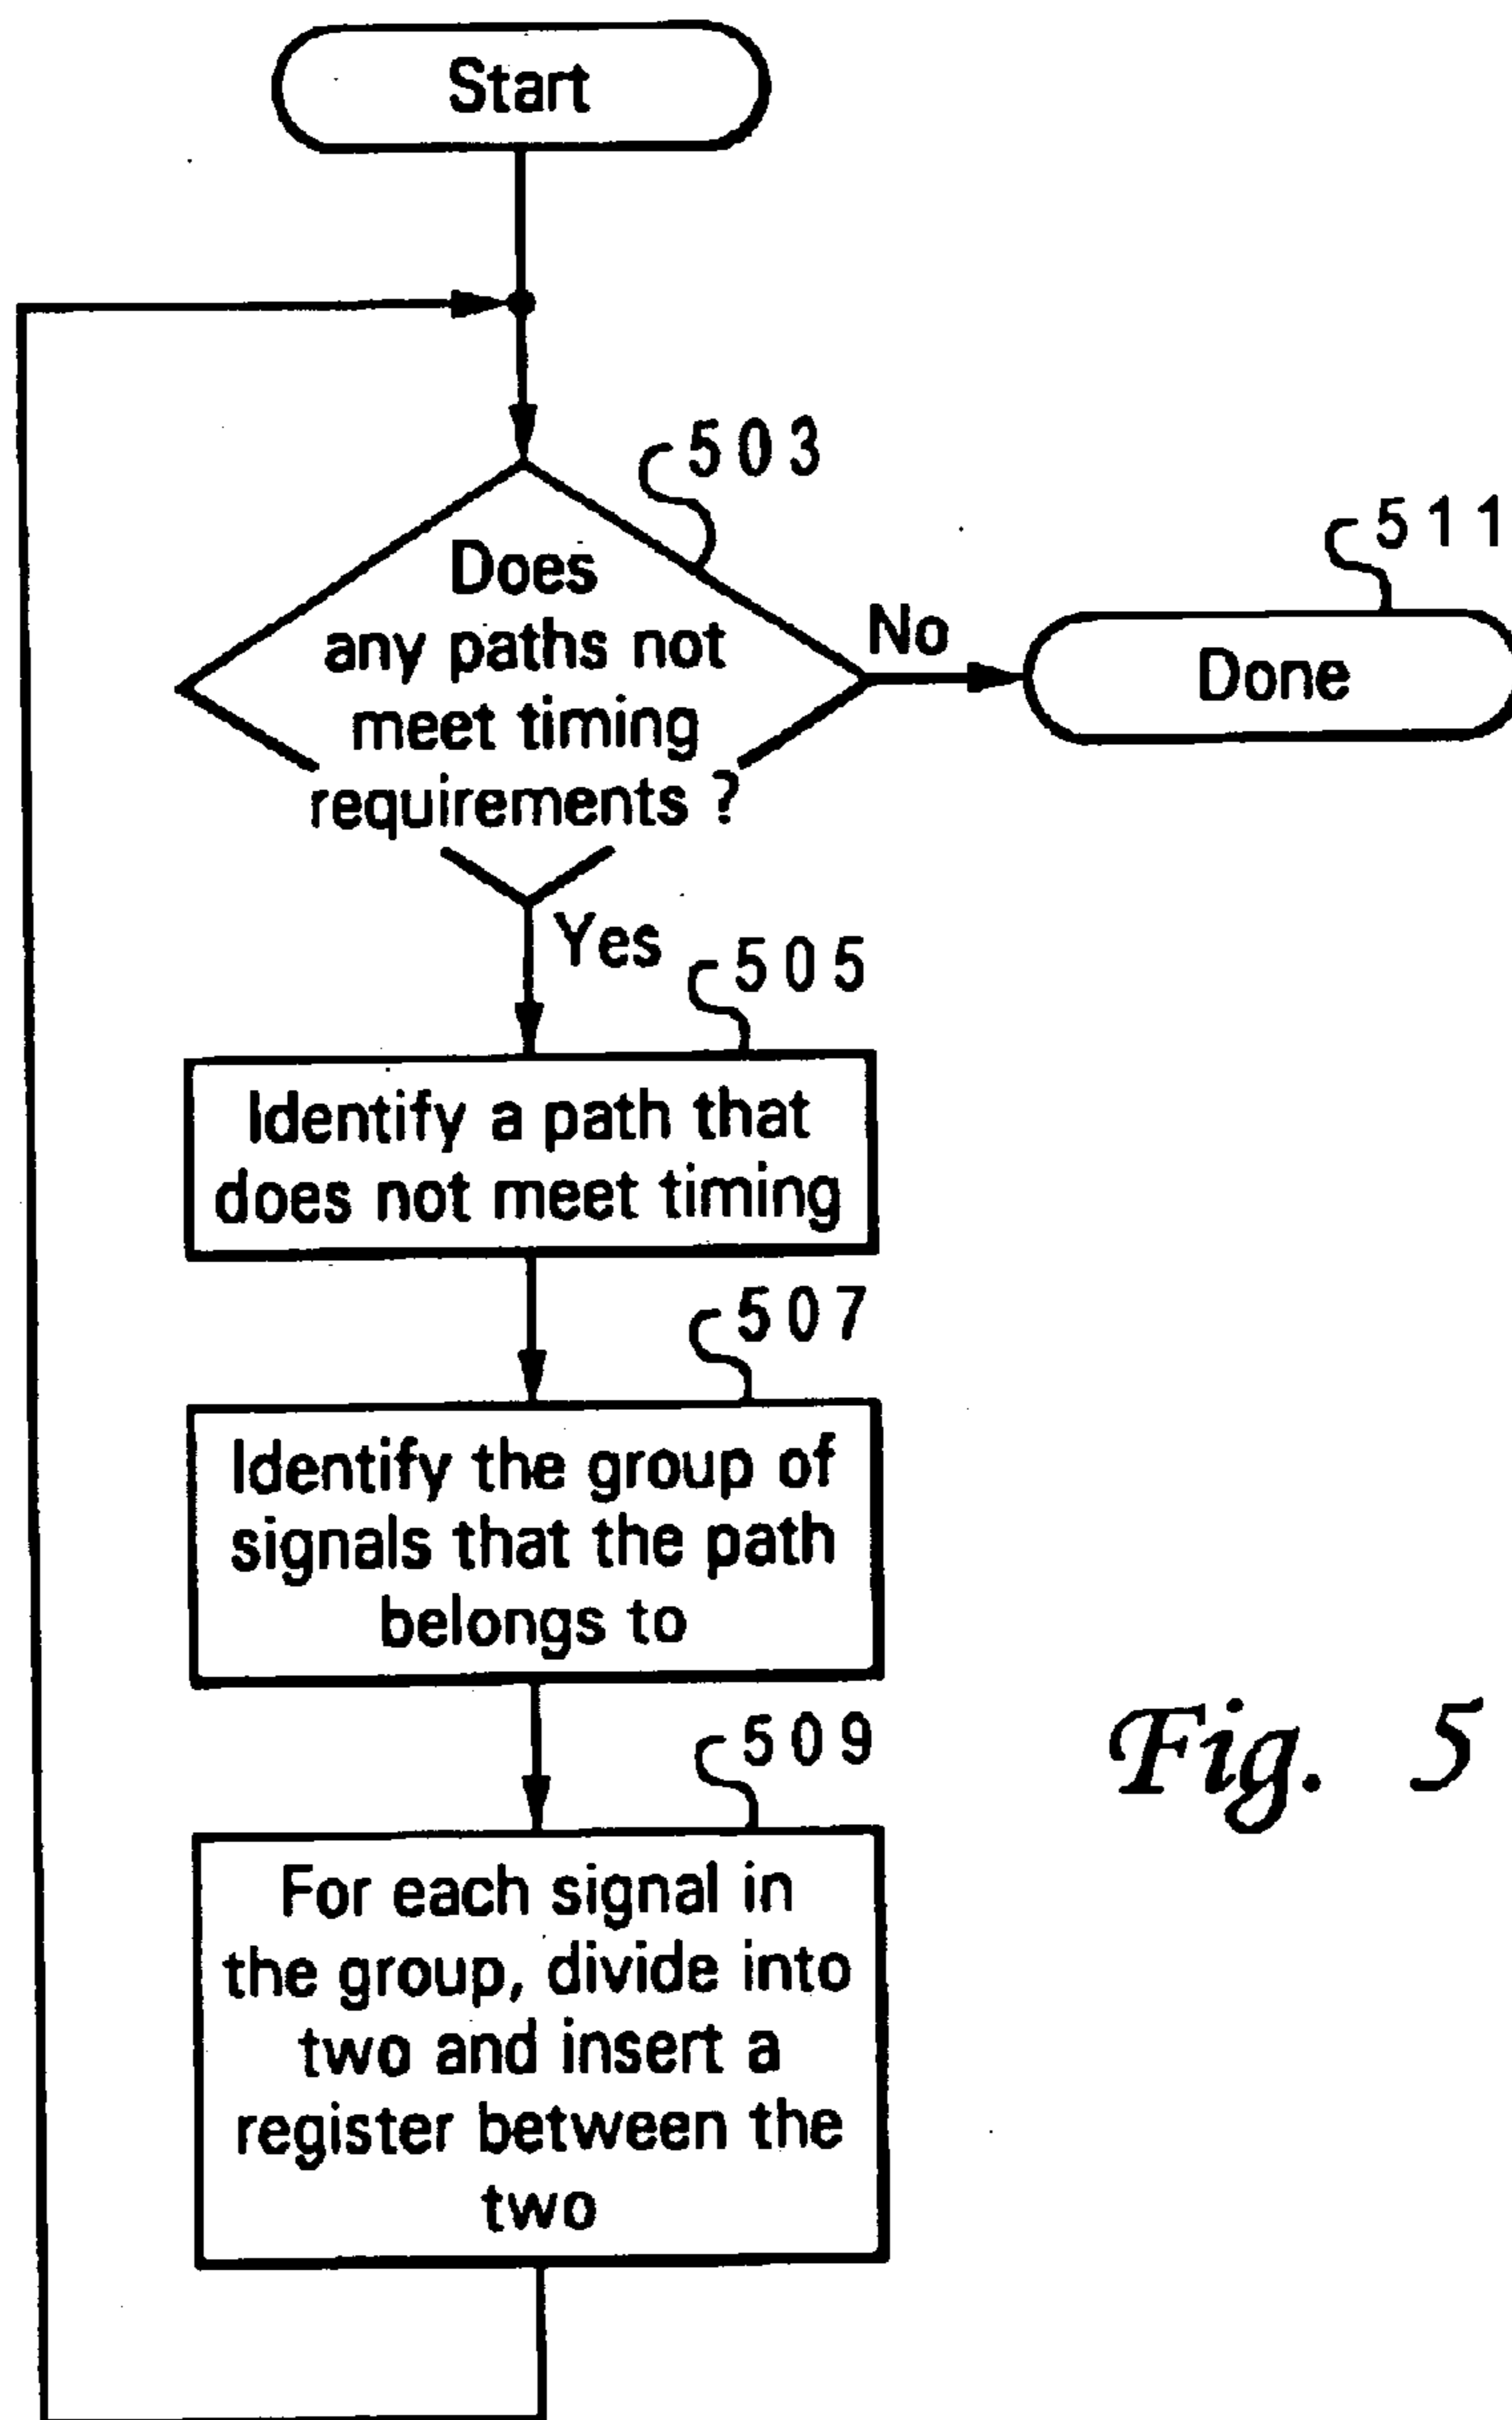 Start
503
Does
any paths not
meet timing
requirements ?
No
511
Done
Yes
505
Identify a path that
does not meet timing
507
Identify the group of
signals that the path
belongs to
509
For each signal in
the group, divide into
two and insert a
register between the
two
Fig. 5